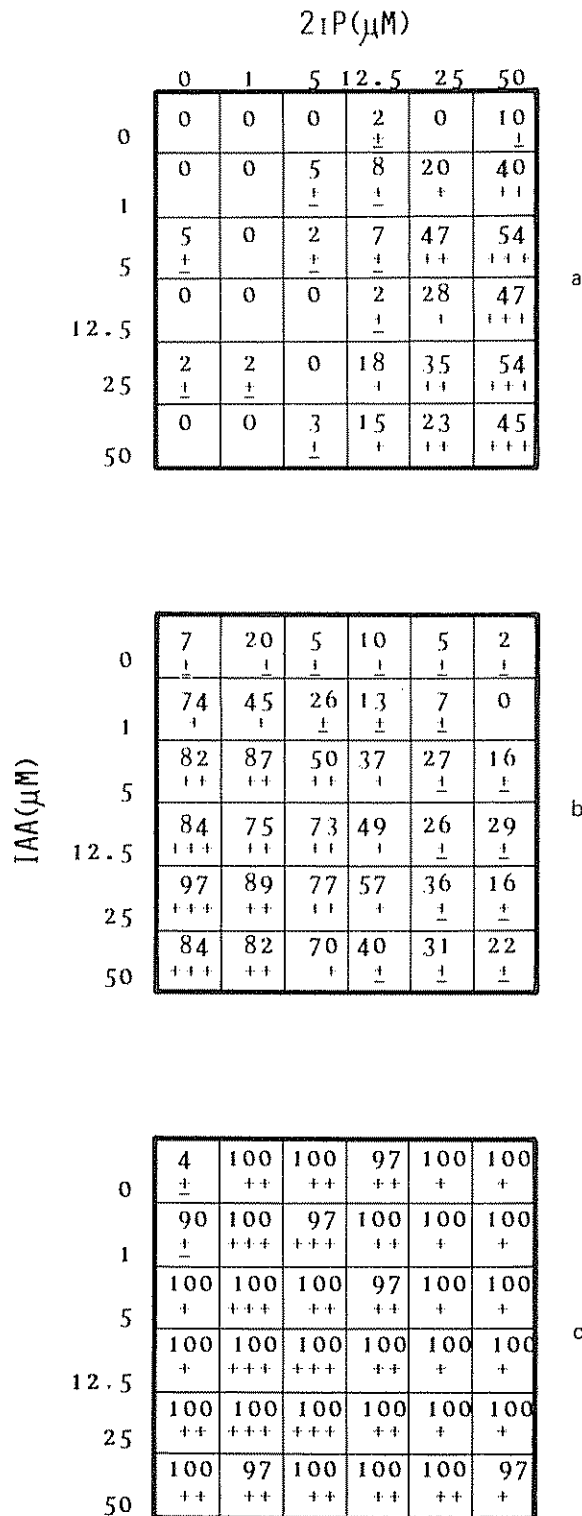 2iP(μM)
0 1 5 12.5 25 50
0 0 0 0 2 0 10
± ±
1 0 0 5 8 20 40
± ± + ++
5 5 0 2 7 47 54
± ± ± ++ +++
a
12.5 0 0 0 2 28 47
± + +++
25 2 2 0 18 35 54
± ± + ++ +++
50 0 0 3 15 23 45
± + ++ +++
IAA(μM)
0 7 20 5 10 5 2
± ± ± ± ± ±
1 74 45 26 13 7 0
+ + ± ± ±
5 82 87 50 37 27 16
++ ++ ++ + ± ±
b
12.5 84 75 73 49 26 29
+++ ++ ++ + ± ±
25 97 89 77 57 36 16
+++ ++ ++ + ± ±
50 84 82 70 40 31 22
+++ ++ + ± ± ±
0 4 100 100 97 100 100
± ++ ++ ++ + +
1 90 100 97 100 100 100
± +++ +++ ++ + +
5 100 100 100 97 100 100
+ +++ ++ ++ + +
c
12.5 100 100 100 100 100 100
+ +++ +++ ++ + +
25 100 100 100 100 100 100
++ +++ +++ ++ + +
50 100 97 100 100 100 97
++ ++ ++ ++ ++ +